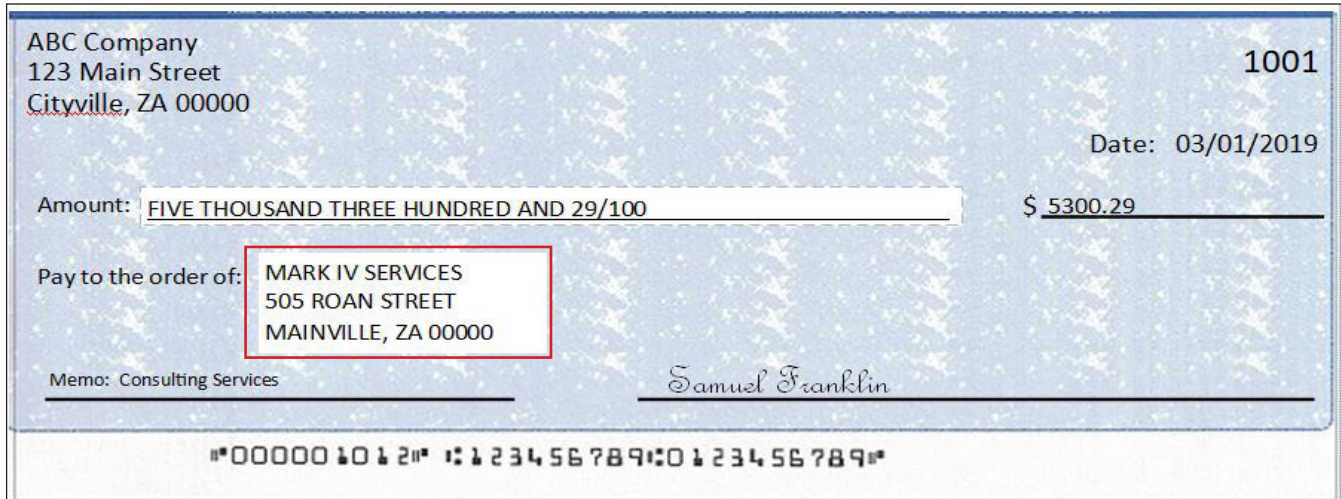 ABC Company
123 Main Street
Cityville, ZA 00000
1001
Date: 03/01/2019
Amount: FIVE THOUSAND THREE HUNDRED AND 29/100 $ 5300.29
Pay to the order of: MARK IV SERVICES
505 ROAN STREET
MAINVILLE, ZA 00000
Memo: Consulting Services
Samuel Franklin
⑈000001012⑈ ⑆123456789⑆0123456789⑈